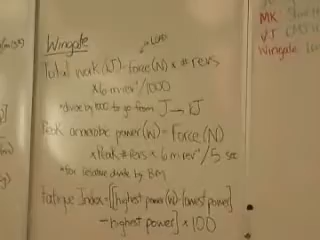 Wingate
Total work (kJ) = Force (N) × # revs
× 6 m rev⁻¹ / 1000
*divide by 1000 to go from J → kJ
Peak anaerobic power (W) = Force (N)
× Peak # revs × 6 m rev⁻¹ / 5 sec
*for relative divide by BM
Fatigue Index = [[highest power (W) - lowest power]
÷ highest power] × 100
MK
VJ
Wingate